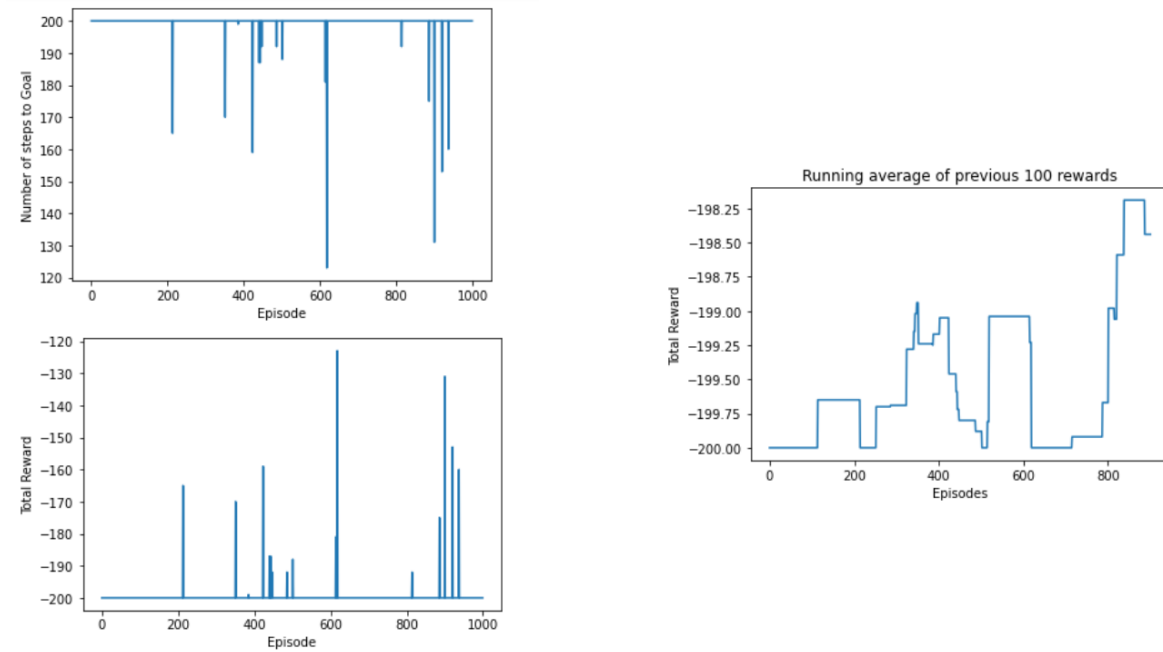 200
190
180
170
160
150
140
130
120
Number of steps to Goal
0 200 400 600 800 1000
Episode
−120
−130
−140
−150
−160
−170
−180
−190
−200
Total Reward
0 200 400 600 800 1000
Episode
Running average of previous 100 rewards
−198.25
−198.50
−198.75
−199.00
−199.25
−199.50
−199.75
−200.00
Total Reward
0 200 400 600 800
Episodes